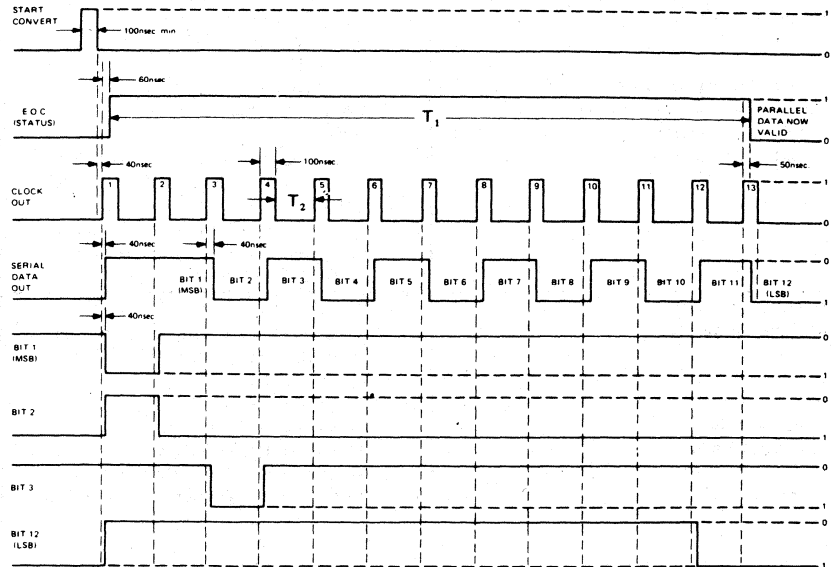 START
CONVERT
100nsec min
1
0
60nsec
E O C
(STATUS)
T1
PARALLEL
DATA NOW
VALID
1
0
40nsec
100nsec
50nsec
CLOCK
OUT
1 2 3 4 5 6 7 8 9 10 11 12 13
T2
1
0
40nsec
40nsec
SERIAL
DATA
OUT
BIT 1
(MSB)
BIT 2 BIT 3 BIT 4 BIT 5 BIT 6 BIT 7 BIT 8 BIT 9 BIT 10 BIT 11
BIT 12
(LSB)
0
1
40nsec
BIT 1
(MSB)
0
1
BIT 2
0
1
BIT 3
0
1
BIT 12
(LSB)
0
1